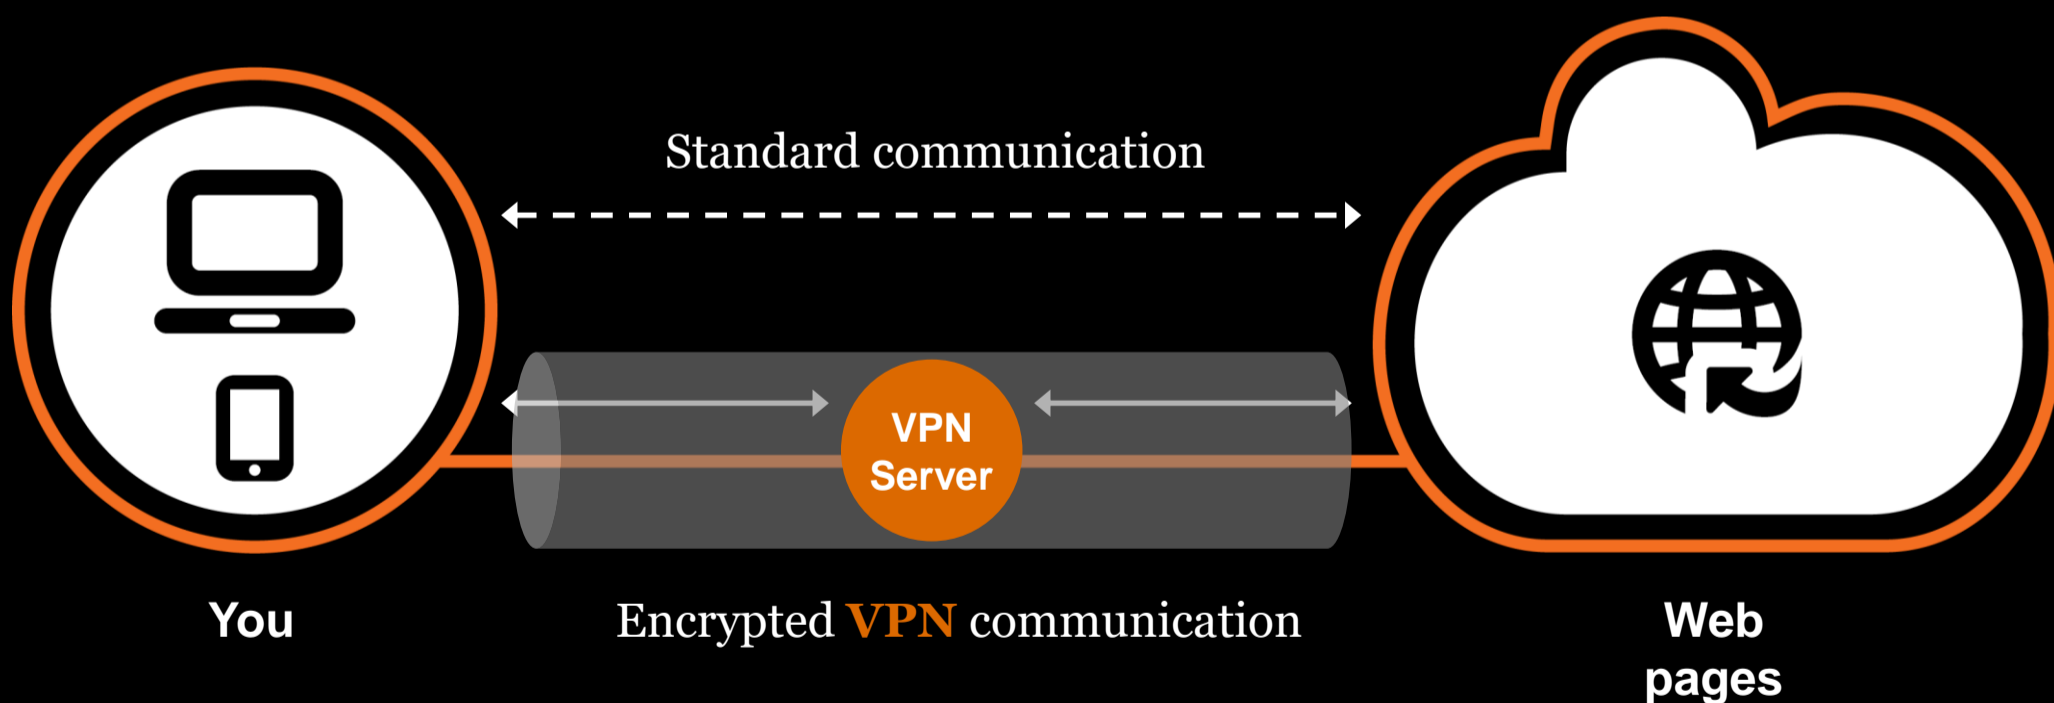 Standard communication
VPN
Server
You
Encrypted VPN communication
Web
pages